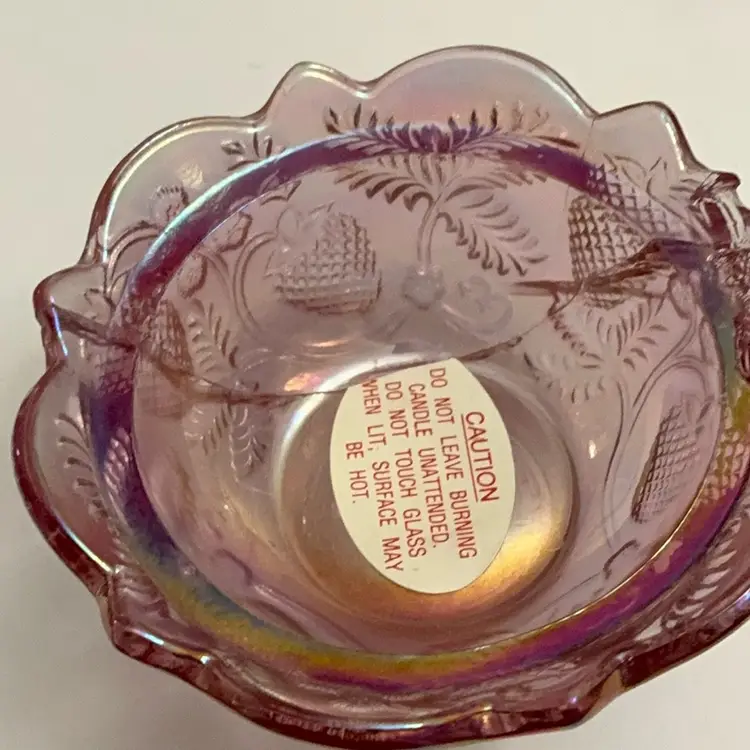 CAUTION
DO NOT LEAVE BURNING
CANDLE UNATTENDED.
DO NOT TOUCH GLASS
WHEN LIT; SURFACE MAY
BE HOT.